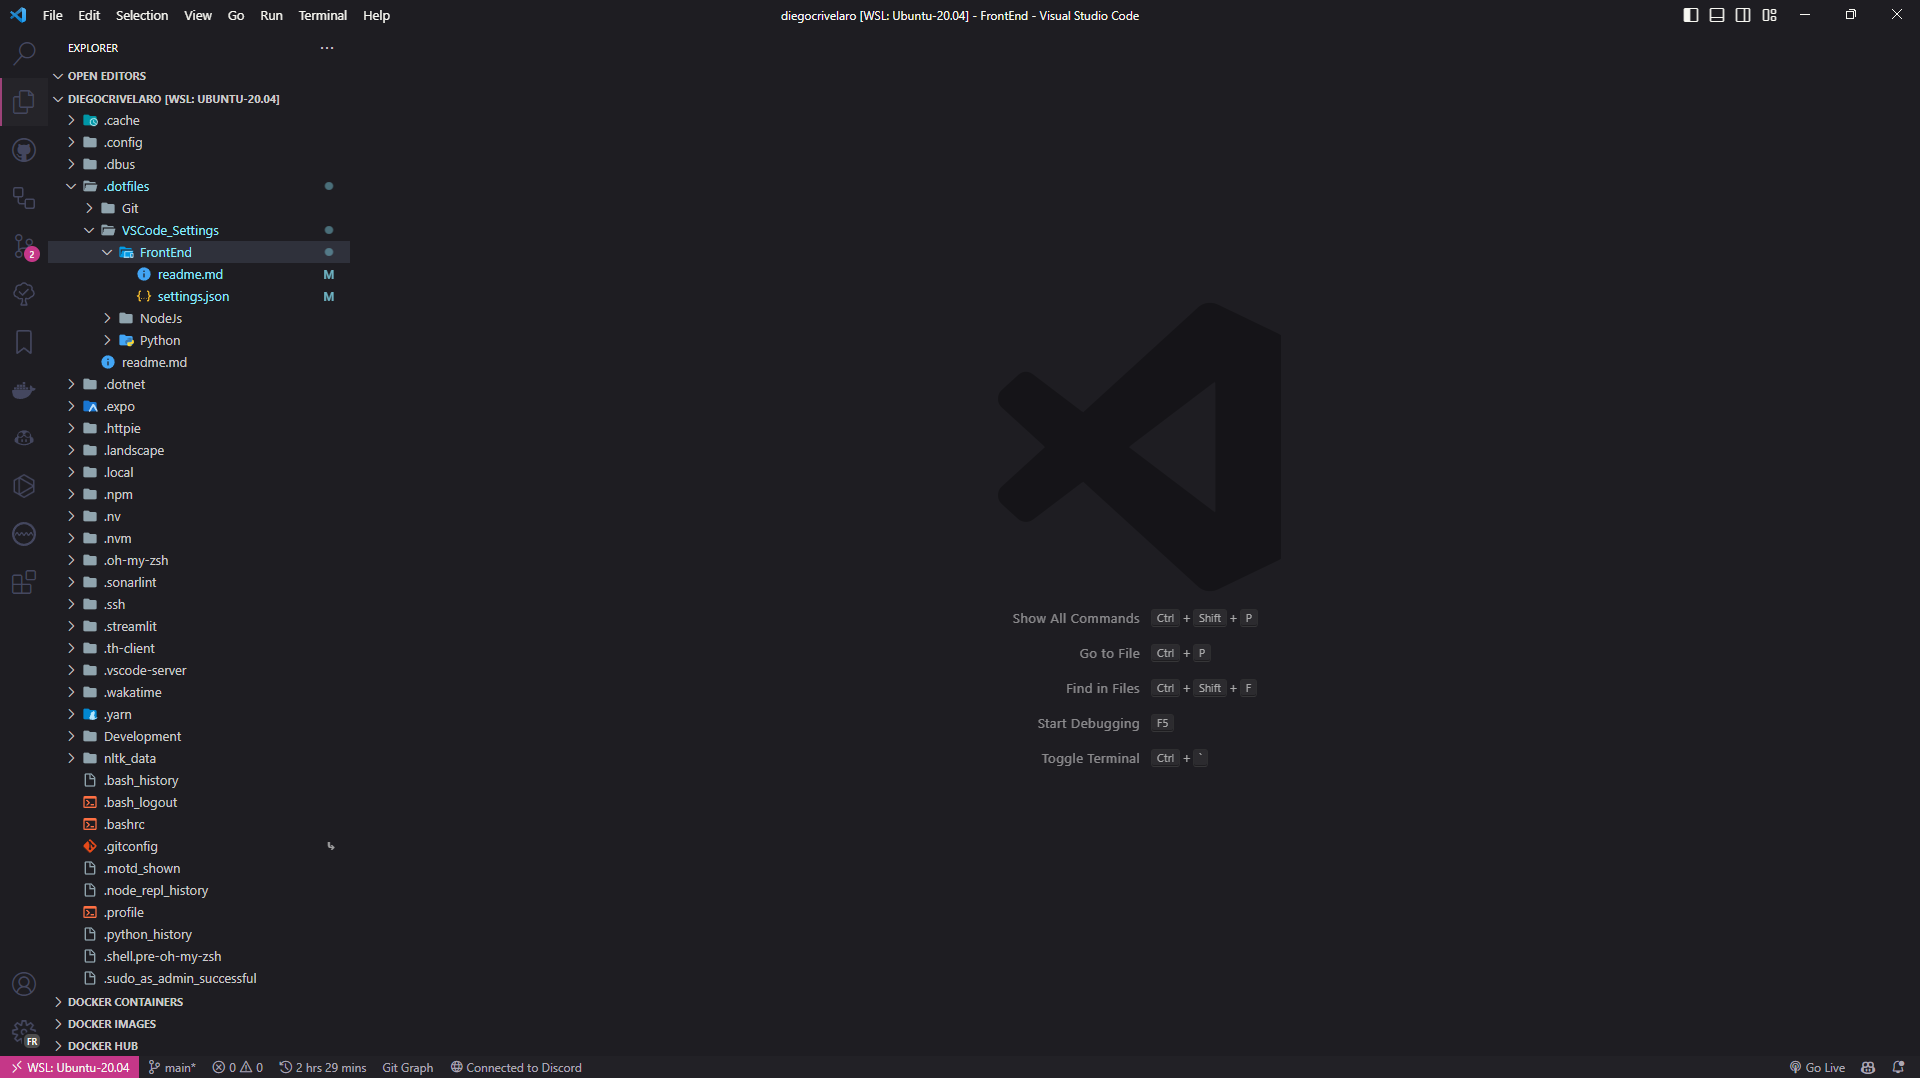 File Edit Selection View Go Run Terminal Help
diegocrivelaro [WSL: Ubuntu-20.04] - FrontEnd - Visual Studio Code
EXPLORER
OPEN EDITORS
DIEGOCRIVELARO [WSL: UBUNTU-20.04]
.cache
.config
.dbus
.dotfiles
Git
VSCode_Settings
FrontEnd
readme.md M
settings.json M
NodeJs
Python
readme.md
.dotnet
.expo
.httpie
.landscape
.local
.npm
.nv
.nvm
.oh-my-zsh
.sonarlint
.ssh
.streamlit
.th-client
.vscode-server
.wakatime
.yarn
Development
nltk_data
.bash_history
.bash_logout
.bashrc
.gitconfig
.motd_shown
.node_repl_history
.profile
.python_history
.shell.pre-oh-my-zsh
.sudo_as_admin_successful
DOCKER CONTAINERS
DOCKER IMAGES
DOCKER HUB
2
FR
Show All Commands Ctrl + Shift + P
Go to File Ctrl + P
Find in Files Ctrl + Shift + F
Start Debugging F5
Toggle Terminal Ctrl + `
WSL: Ubuntu-20.04 main* 0 0 2 hrs 29 mins Git Graph Connected to Discord Go Live